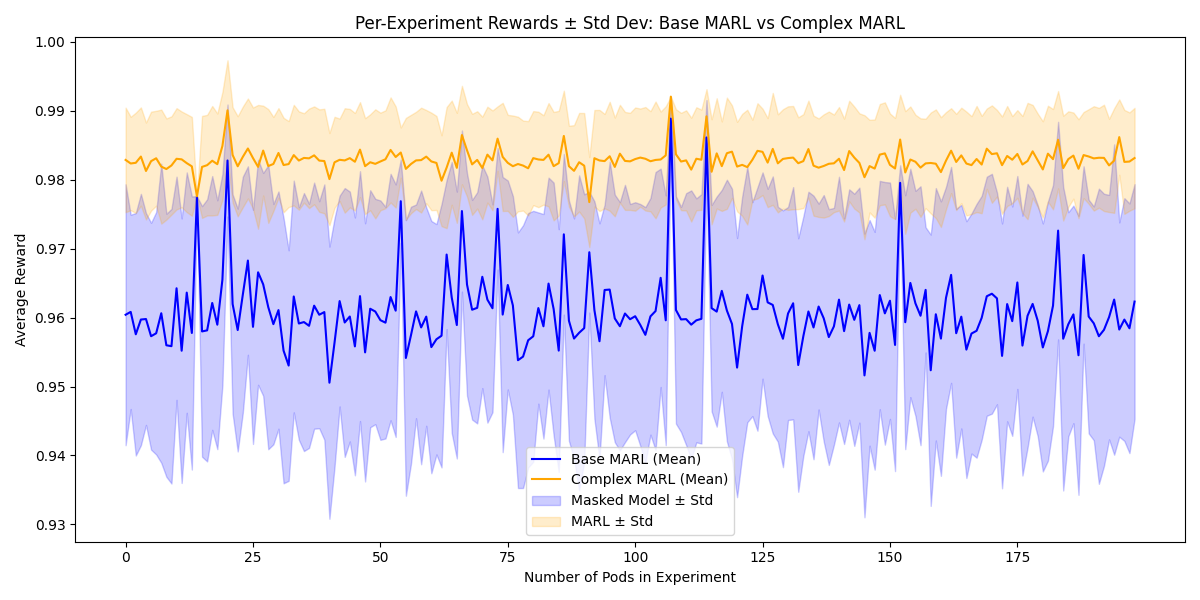 Per-Experiment Rewards ± Std Dev: Base MARL vs Complex MARL
1.00
0.99
0.98
0.97
0.96
0.95
0.94
0.93
Average Reward
Base MARL (Mean)
Complex MARL (Mean)
Masked Model ± Std
MARL ± Std
0 25 50 75 100 125 150 175
Number of Pods in Experiment